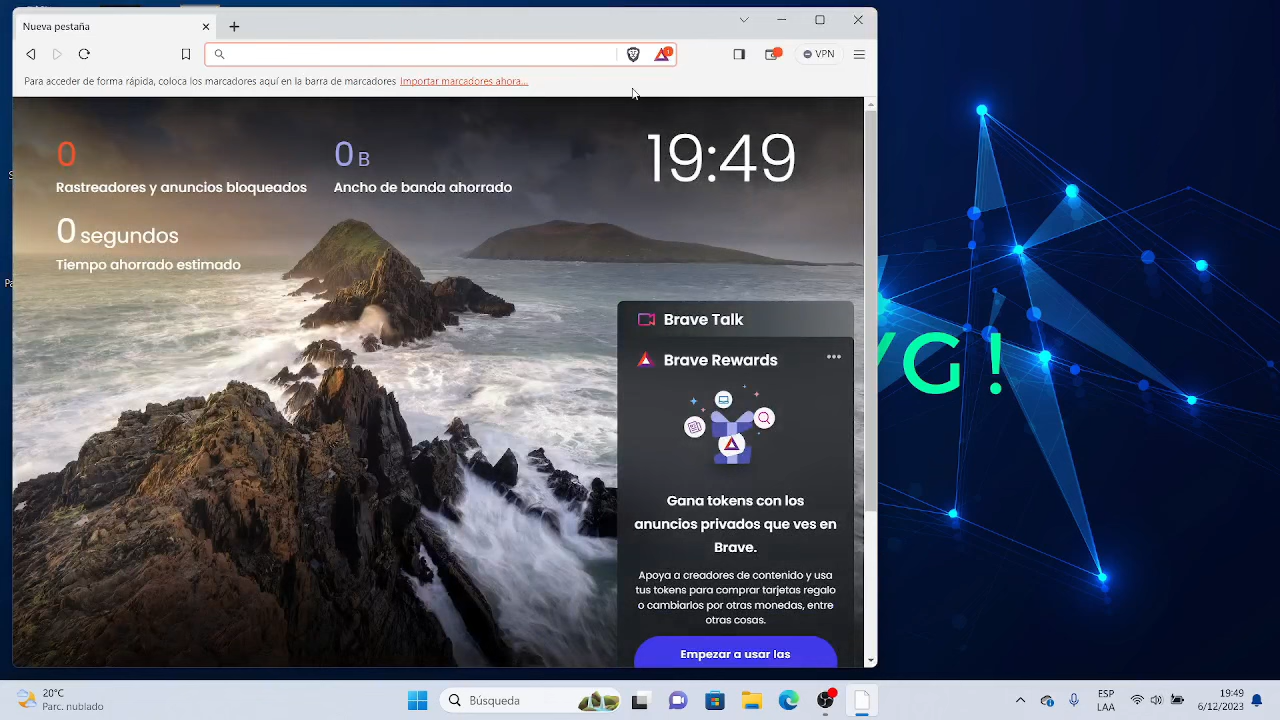 Nueva pestaña
VPN
Para acceder de forma rápida, coloca los marcadores aquí en la barra de marcadores Importar marcadores ahora...
0
Rastreadores y anuncios bloqueados
0 B
Ancho de banda ahorrado
19:49
0 segundos
Tiempo ahorrado estimado
Brave Talk
Brave Rewards
Gana tokens con los
anuncios privados que ves en
Brave.
Apoya a creadores de contenido y usa
tus tokens para comprar tarjetas regalo
o cambiarlos por otras monedas, entre
otras cosas.
Empezar a usar las
G!
20°C
Parc. nublado
Búsqueda
ESP
LAA
19:49
6/12/2023